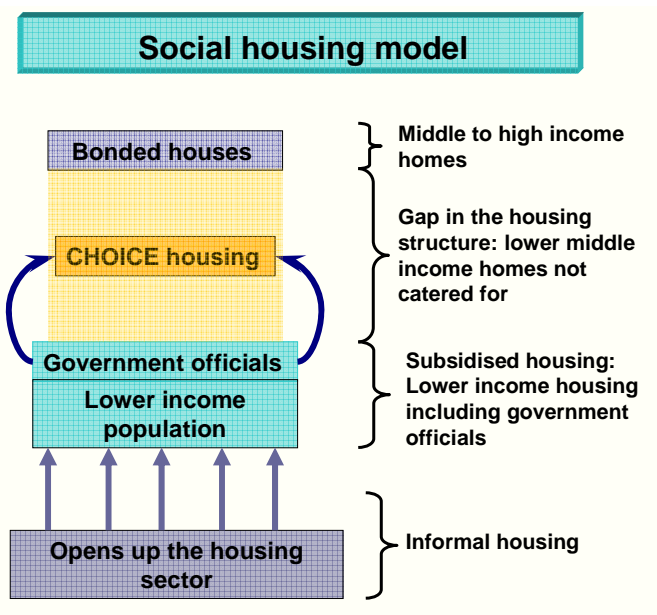 Social housing model
Bonded houses
Middle to high income
homes
CHOICE housing
Gap in the housing
structure: lower middle
income homes not
catered for
Government officials
Lower income
population
Subsidised housing:
Lower income housing
including government
officials
Opens up the housing
sector
Informal housing